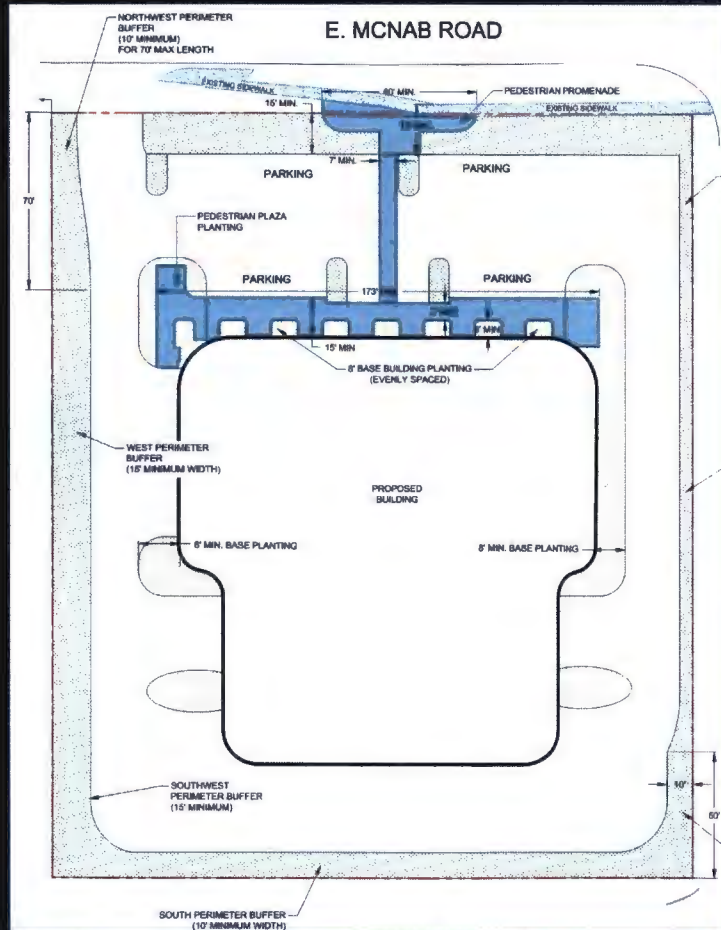 E. MCNAB ROAD
NORTHWEST PERIMETER
BUFFER
(10' MINIMUM)
FOR 70' MAX LENGTH
EXISTING SIDEWALK
60' MIN.
PEDESTRIAN PROMENADE
EXISTING SIDEWALK
15' MIN.
7' MIN.
PARKING
PARKING
70'
PEDESTRIAN PLAZA
PLANTING
PARKING
PARKING
173'
15' MIN
MIN.
8' BASE BUILDING PLANTING
(EVENLY SPACED)
WEST PERIMETER
BUFFER
(15' MINIMUM WIDTH)
PROPOSED
BUILDING
8' MIN. BASE PLANTING
8' MIN. BASE PLANTING
SOUTHWEST
PERIMETER BUFFER
(15' MINIMUM)
10'
60'
SOUTH PERIMETER BUFFER
(10' MINIMUM WIDTH)